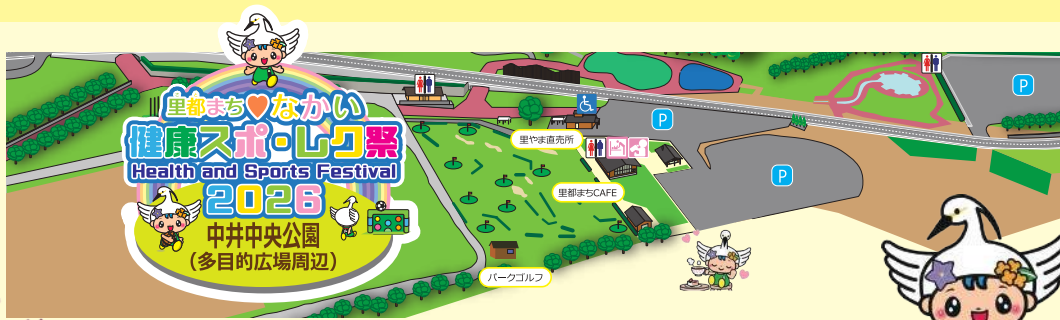 里都まち♥なかい
健康スポ・レク祭
Health and Sports Festival
2026
中井中央公園
（多目的広場周辺）
里やま直売所
里都まちCAFE
パークゴルフ
P
P
P